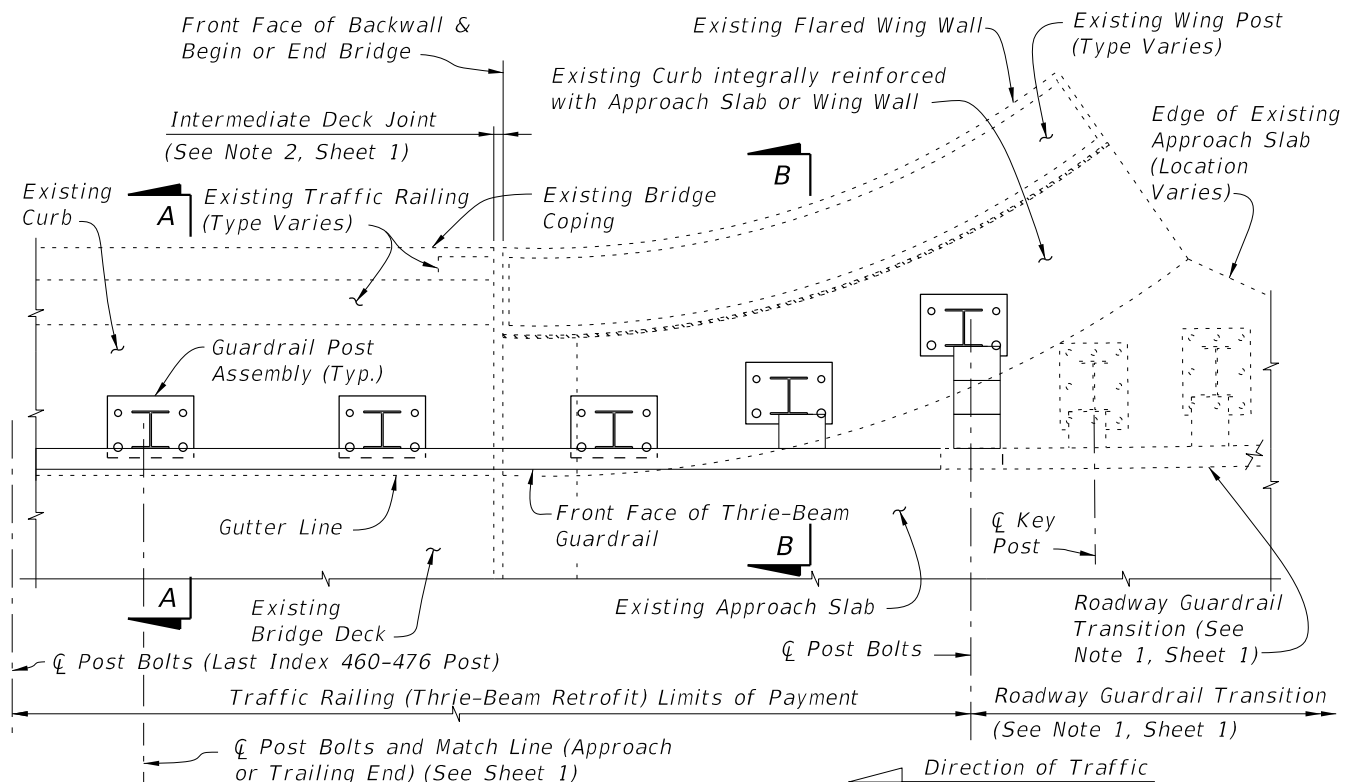 Front Face of Backwall &
Begin or End Bridge
Existing Flared Wing Wall
Existing Wing Post
(Type Varies)
Existing Curb integrally reinforced
with Approach Slab or Wing Wall
Intermediate Deck Joint
(See Note 2, Sheet 1)
Edge of Existing
Approach Slab
(Location
Varies)
B
Existing
Curb
A
Existing Traffic Railing
(Type Varies)
Existing Bridge
Coping
Guardrail Post
Assembly (Typ.)
Gutter Line
Front Face of Thrie-Beam
Guardrail
℄ Key
Post
B
A
Existing
Bridge Deck
Existing Approach Slab
Roadway Guardrail
Transition (See
Note 1, Sheet 1)
℄ Post Bolts (Last Index 460-476 Post)
℄ Post Bolts
Traffic Railing (Thrie-Beam Retrofit) Limits of Payment
Roadway Guardrail Transition
(See Note 1, Sheet 1)
℄ Post Bolts and Match Line (Approach
or Trailing End) (See Sheet 1)
Direction of Traffic